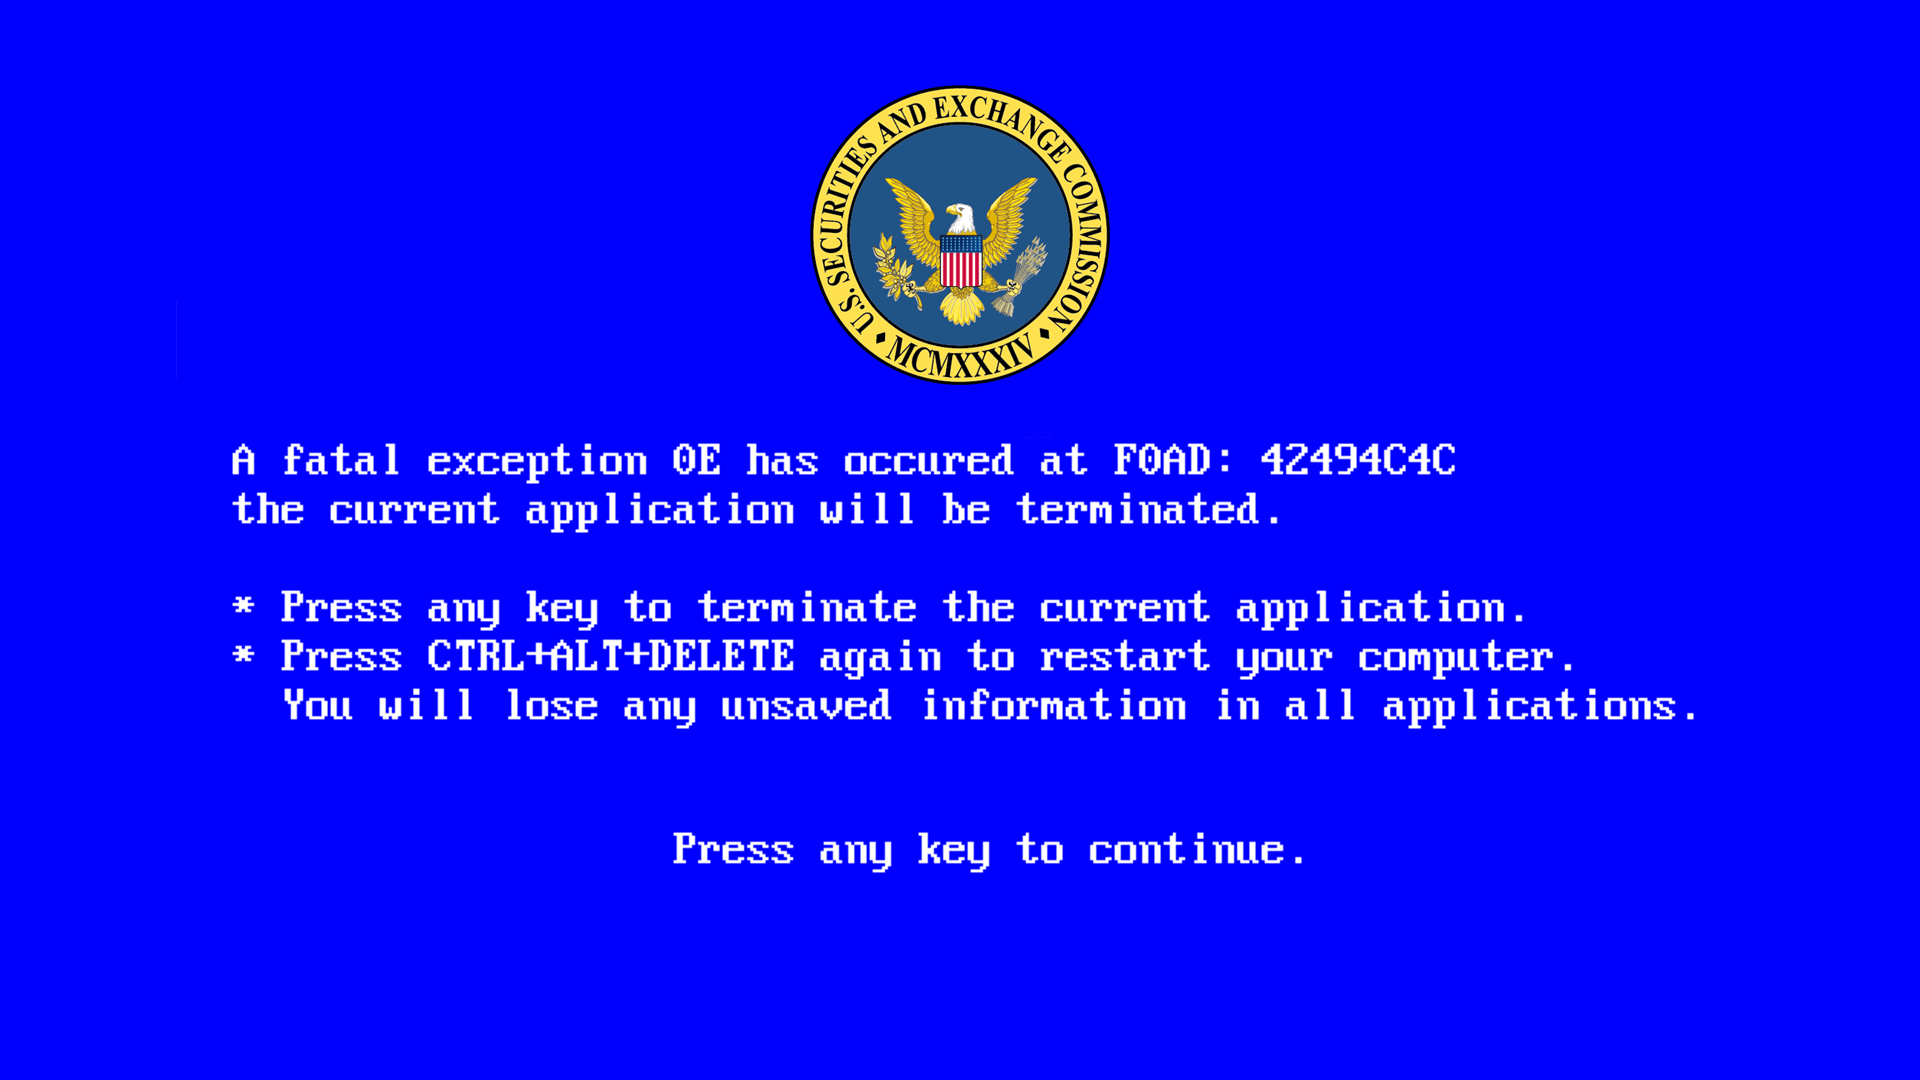 U.S. SECURITIES AND EXCHANGE COMMISSION
MCMXXXIV
A fatal exception 0E has occured at F0AD: 42494C4C
the current application will be terminated.
* Press any key to terminate the current application.
* Press CTRL+ALT+DELETE again to restart your computer.
You will lose any unsaved information in all applications.
Press any key to continue.